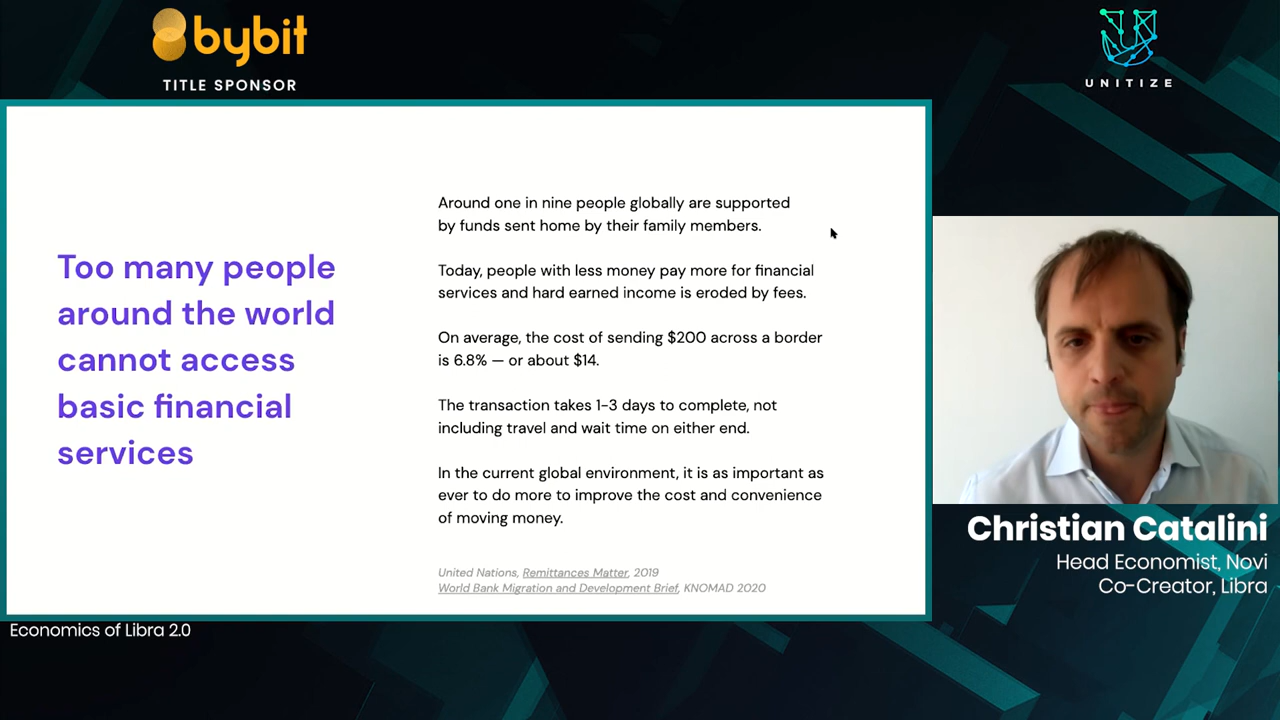 bybit
TITLE SPONSOR
UNITIZE
Too many people
around the world
cannot access
basic financial
services
Around one in nine people globally are supported
by funds sent home by their family members.
Today, people with less money pay more for financial
services and hard earned income is eroded by fees.
On average, the cost of sending $200 across a border
is 6.8% — or about $14.
The transaction takes 1-3 days to complete, not
including travel and wait time on either end.
In the current global environment, it is as important as
ever to do more to improve the cost and convenience
of moving money.
United Nations, Remittances Matter, 2019
World Bank Migration and Development Brief, KNOMAD 2020
Christian Catalini
Head Economist, Novi
Co-Creator, Libra
Economics of Libra 2.0